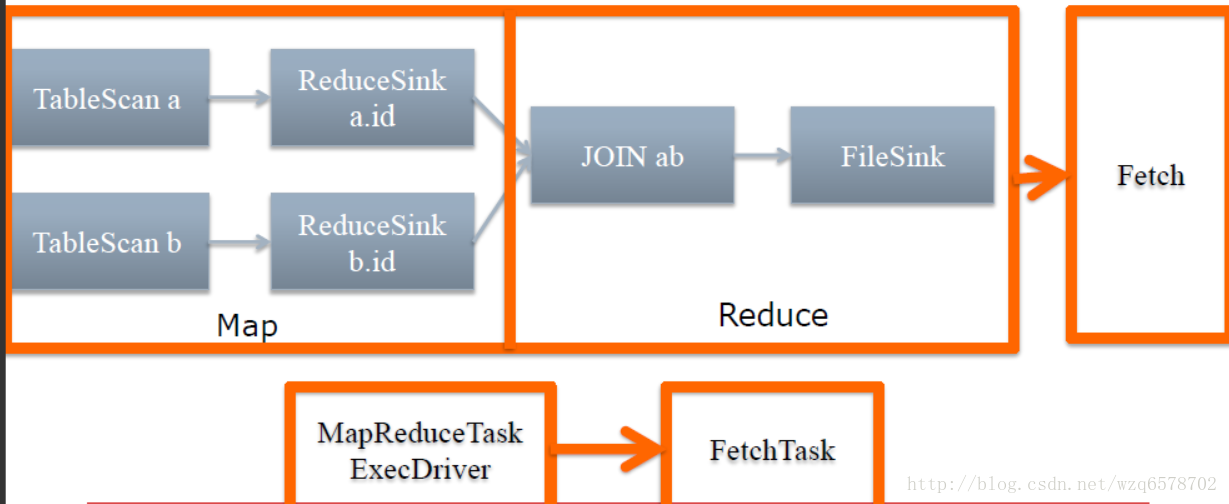 TableScan a
ReduceSink
a.id
TableScan b
ReduceSink
b.id
Map
JOIN ab
FileSink
Reduce
Fetch
MapReduceTask
ExecDriver
FetchTask
http://blog.csdn.net/wzq6578702